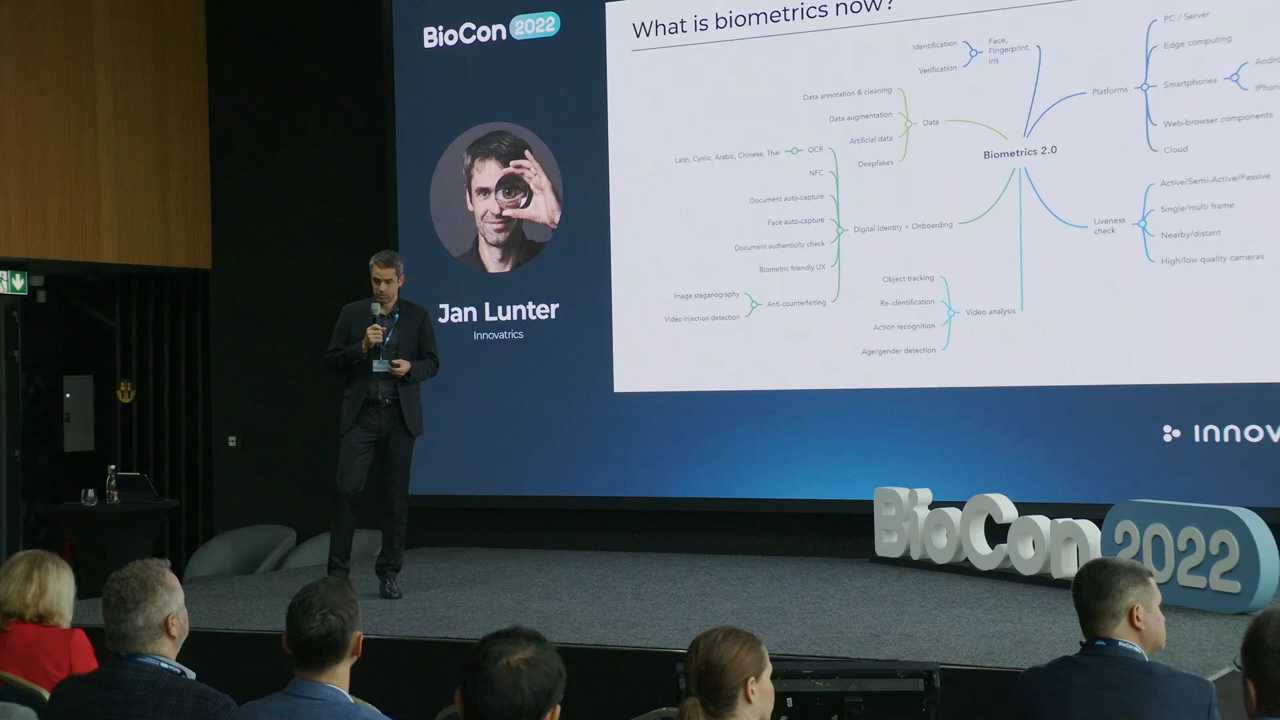 BioCon 2022
Jan Lunter
Innovatrics
What is biometrics now?
Biometrics 2.0
Identification
Verification
Face,
Fingerprint,
Iris
Data annotation & cleaning
Data augmentation
Artificial data
Deepfakes
Data
Latin, Cyrilic, Arabic, Chinese, Thai
OCR
NFC
Document auto-capture
Face auto-capture
Document authenticity check
Biometric friendly UX
Image steganography
Video Injection detection
Anti-counterfeiting
Digital Identity + Onboarding
Object tracking
Re-identification
Action recognition
Age/gender detection
Video analysis
Platforms
PC / Server
Edge computing
Smartphones
Web-browser components
Cloud
Liveness
check
Active/Semi-Active/Passive
Single/multi frame
Nearby/distant
High/low quality cameras
INNOV
BioCon 2022